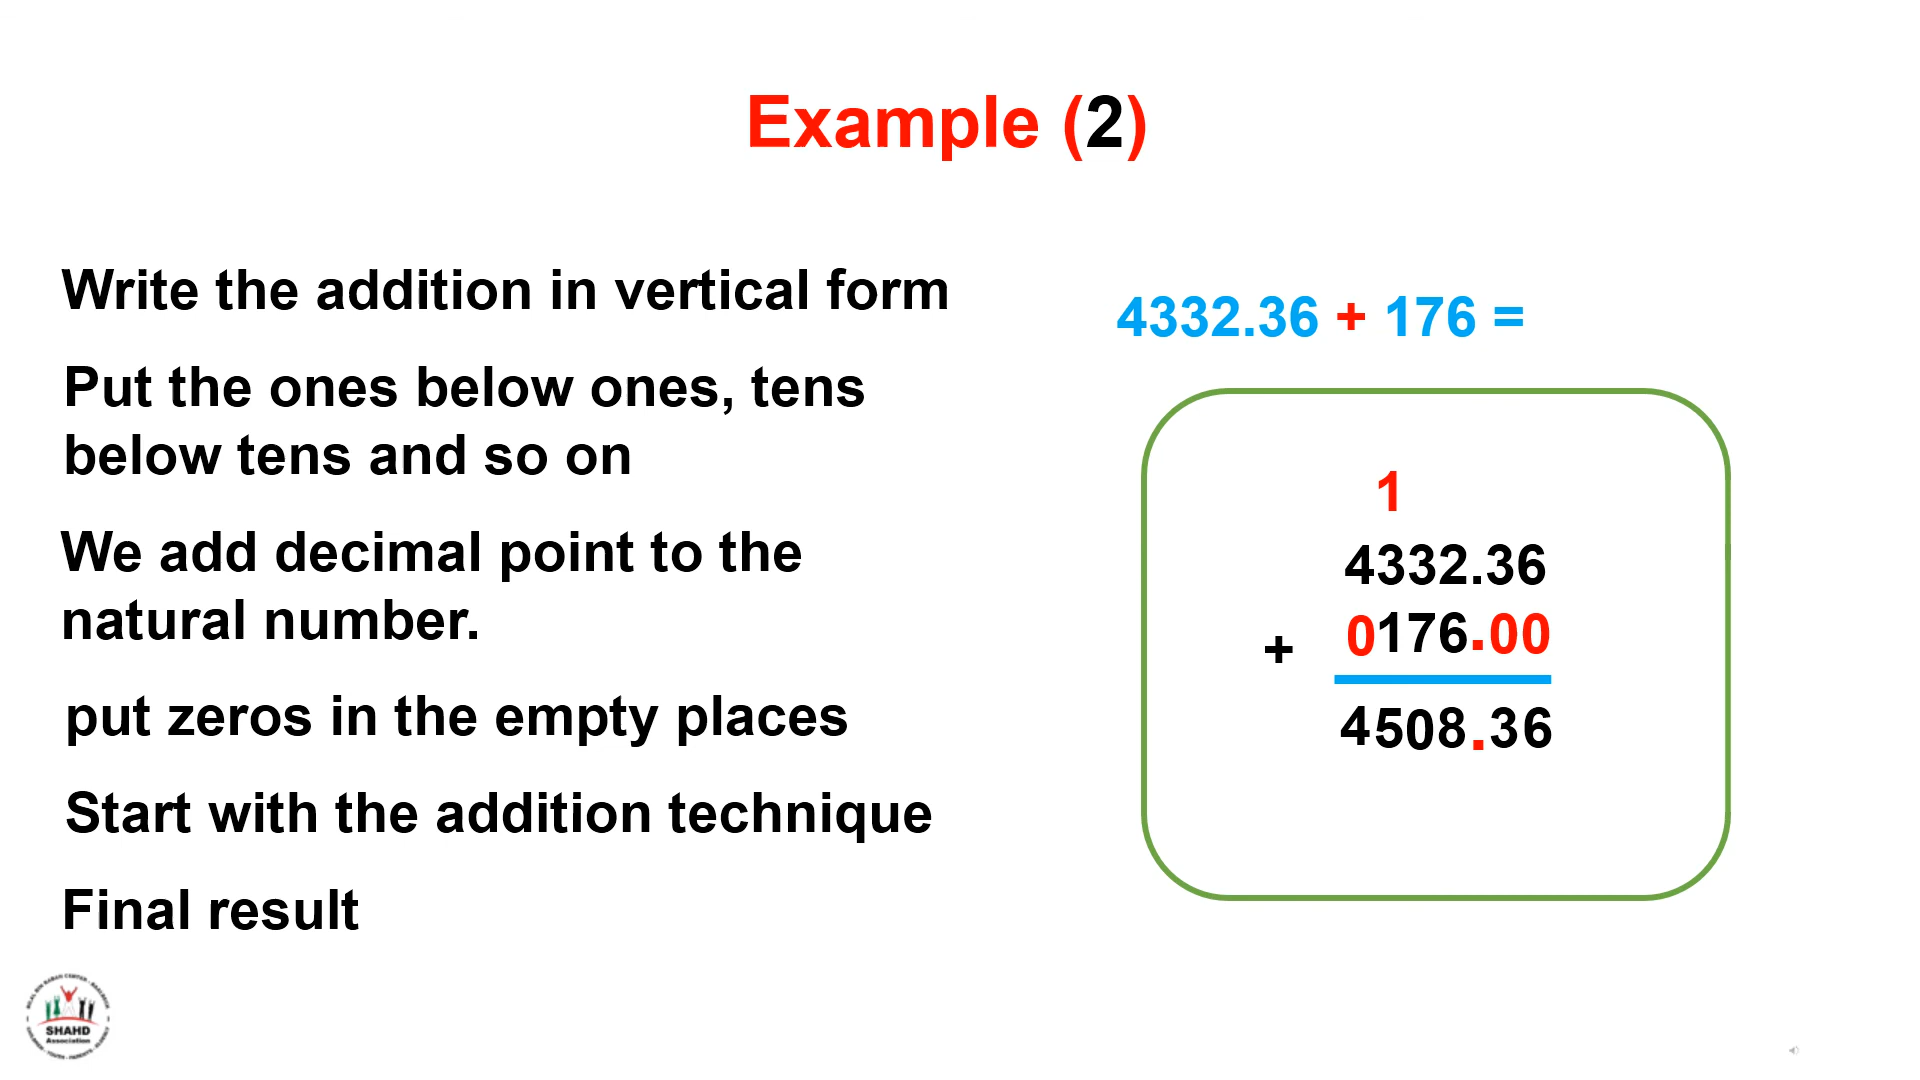 Example (2)
Write the addition in vertical form
Put the ones below ones, tens
below tens and so on
We add decimal point to the
natural number.
put zeros in the empty places
Start with the addition technique
Final result
4332.36 + 176 =
1
4332.36
+ 0176.00
4508.36
SHAHD
Association